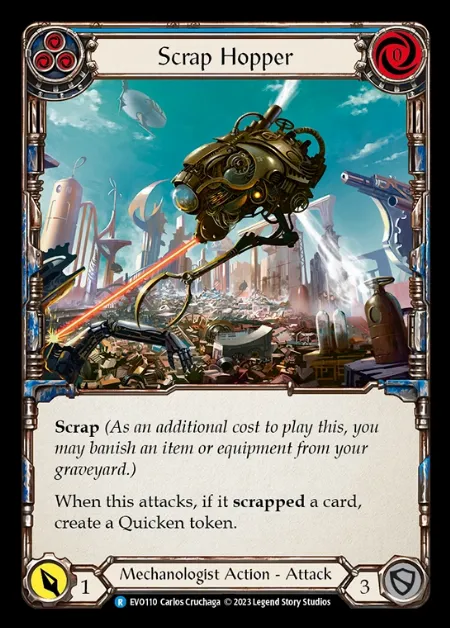 Scrap Hopper
0
Scrap (As an additional cost to play this, you
may banish an item or equipment from your
graveyard.)
When this attacks, if it scrapped a card,
create a Quicken token.
1
Mechanologist Action - Attack
3
R EVO110 Carlos Cruchaga © 2023 Legend Story Studios